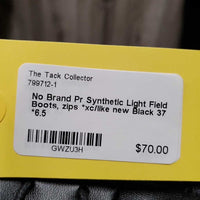 The Tack Collector
799712-1
No Brand Pr Synthetic Light Field
Boots, zips *xc/like new Black 37
*6.5
GWZU3H
$70.00